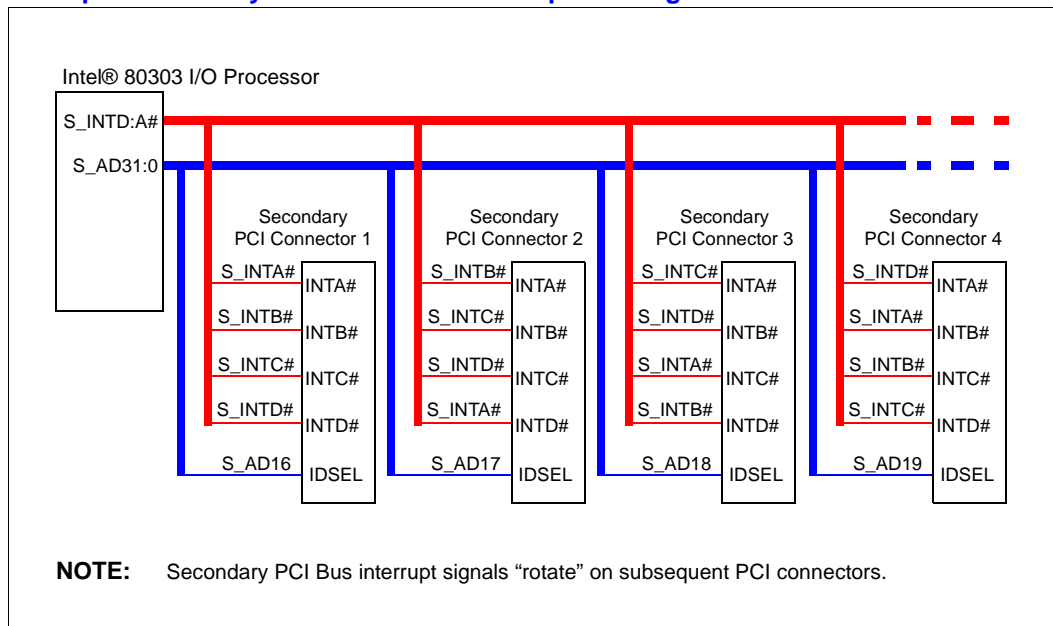 Intel® 80303 I/O Processor
S_INTD:A#
S_AD31:0
Secondary
PCI Connector 1
S_INTA#
INTA#
S_INTB#
INTB#
S_INTC#
INTC#
S_INTD#
INTD#
S_AD16
IDSEL
Secondary
PCI Connector 2
S_INTB#
INTA#
S_INTC#
INTB#
S_INTD#
INTC#
S_INTA#
INTD#
S_AD17
IDSEL
Secondary
PCI Connector 3
S_INTC#
INTA#
S_INTD#
INTB#
S_INTA#
INTC#
S_INTB#
INTD#
S_AD18
IDSEL
Secondary
PCI Connector 4
S_INTD#
INTA#
S_INTA#
INTB#
S_INTB#
INTC#
S_INTC#
INTD#
S_AD19
IDSEL
NOTE: Secondary PCI Bus interrupt signals “rotate” on subsequent PCI connectors.